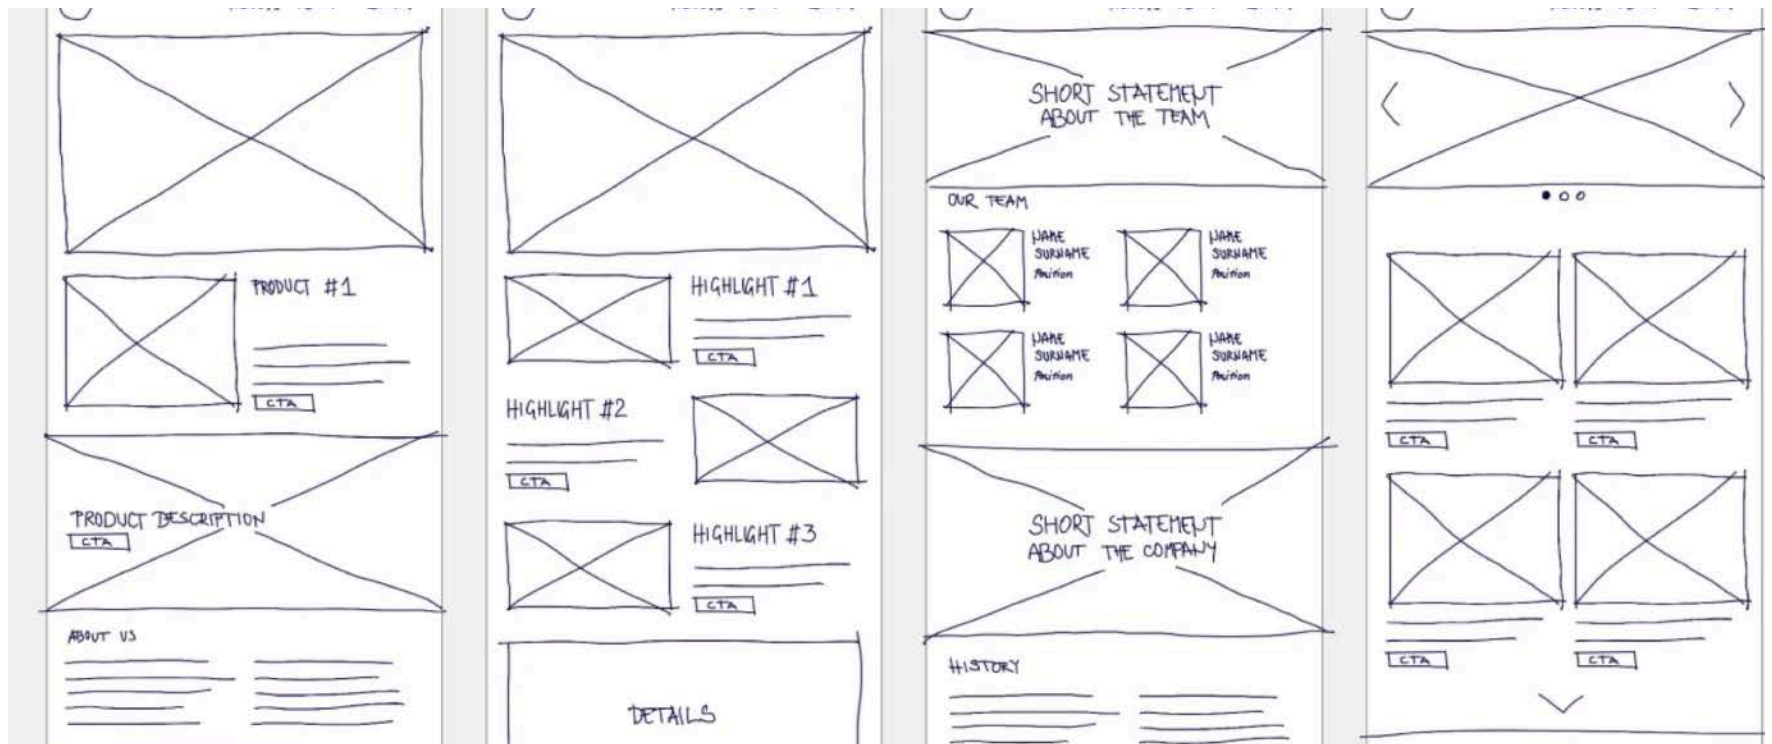 PRODUCT #1
CTA
PRODUCT DESCRIPTION
CTA
ABOUT US
HIGHLIGHT #1
CTA
HIGHLIGHT #2
CTA
HIGHLIGHT #3
CTA
DETAILS
SHORT STATEMENT
ABOUT THE TEAM
OUR TEAM
NAME
SURNAME
Position
NAME
SURNAME
Position
NAME
SURNAME
Position
NAME
SURNAME
Position
SHORT STATEMENT
ABOUT THE COMPANY
HISTORY
CTA
CTA
CTA
CTA